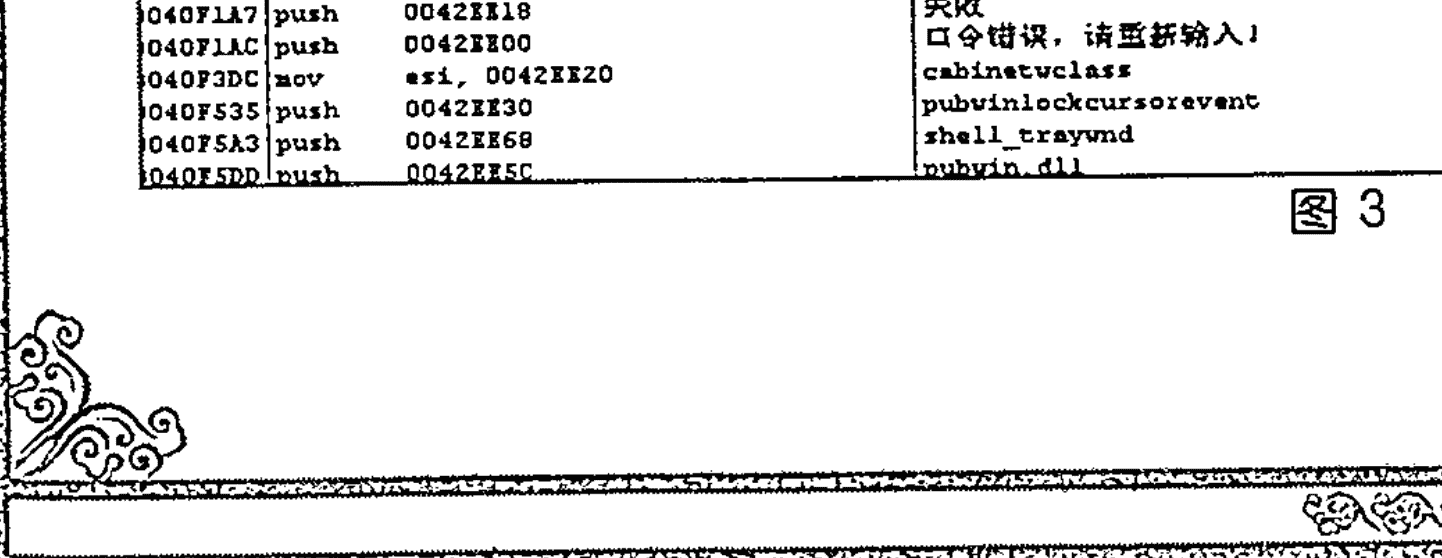 040F1A7 push 0042EE18 失败
040F1AC push 0042EE00 口令错误，请重新输入！
040F3DC mov esi, 0042EE20 cabinetwclass
040F535 push 0042EE30 pubwinlockcursorevent
040F5A3 push 0042EE68 shell_traywnd
040F5DD push 0042EE5C pubwin.dll
图 3